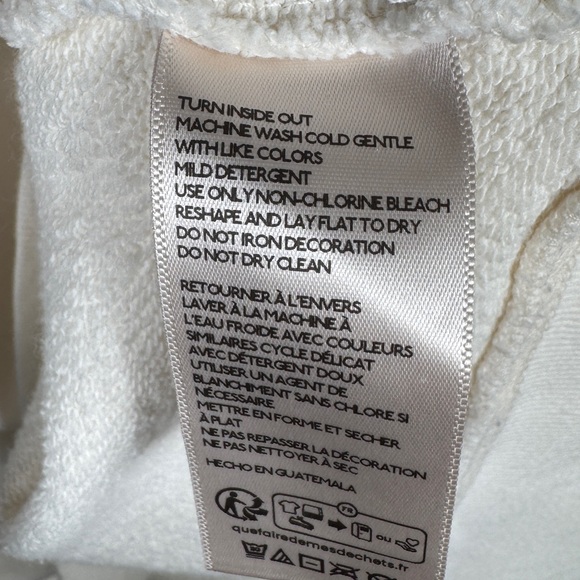 TURN INSIDE OUT
MACHINE WASH COLD GENTLE
WITH LIKE COLORS
MILD DETERGENT
USE ONLY NON-CHLORINE BLEACH
RESHAPE AND LAY FLAT TO DRY
DO NOT IRON DECORATION
DO NOT DRY CLEAN
RETOURNER À L'ENVERS
LAVER À LA MACHINE À
L'EAU FROIDE AVEC COULEURS
SIMILAIRES CYCLE DÉLICAT
AVEC DÉTERGENT DOUX
UTILISER UN AGENT DE
BLANCHIMENT SANS CHLORE SI
NÉCESSAIRE
METTRE EN FORME ET SECHER
À PLAT
NE PAS REPASSER LA DÉCORATION
NE PAS NETTOYER À SEC
HECHO EN GUATEMALA
FR
OU
quefairedemesdechets.fr